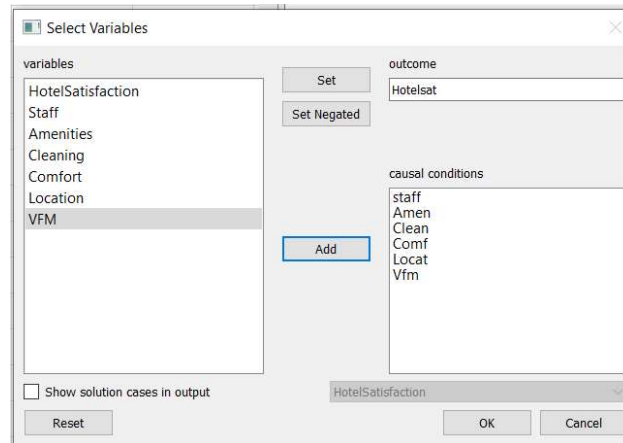 Select Variables
variables
outcome
HotelSatisfaction
Staff
Amenities
Cleaning
Comfort
Location
VFM
Set
Set Negated
Add
Hotelsat
causal conditions
staff
Amen
Clean
Comf
Locat
Vfm
Show solution cases in output
HotelSatisfaction
Reset
OK
Cancel